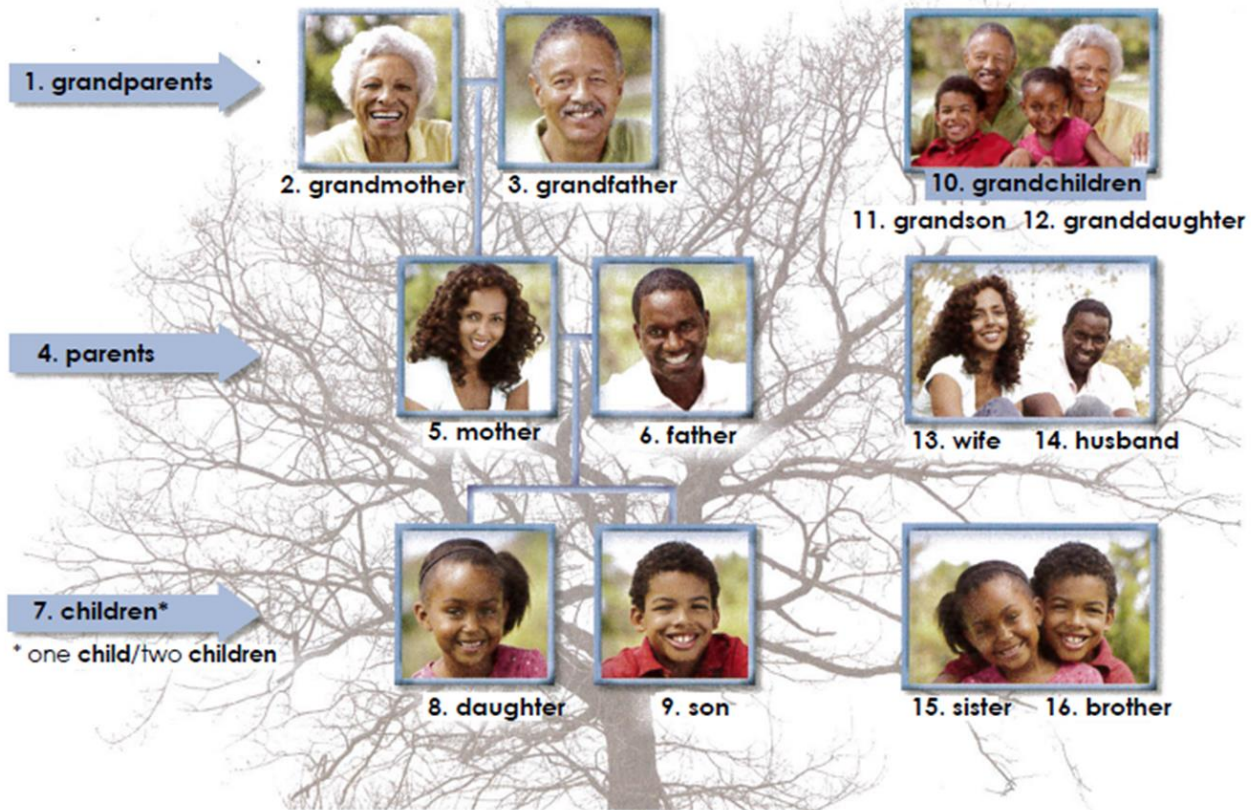 1. grandparents
2. grandmother
3. grandfather
10. grandchildren
11. grandson 12. granddaughter
4. parents
5. mother
6. father
13. wife 14. husband
7. children*
* one child/two children
8. daughter
9. son
15. sister 16. brother